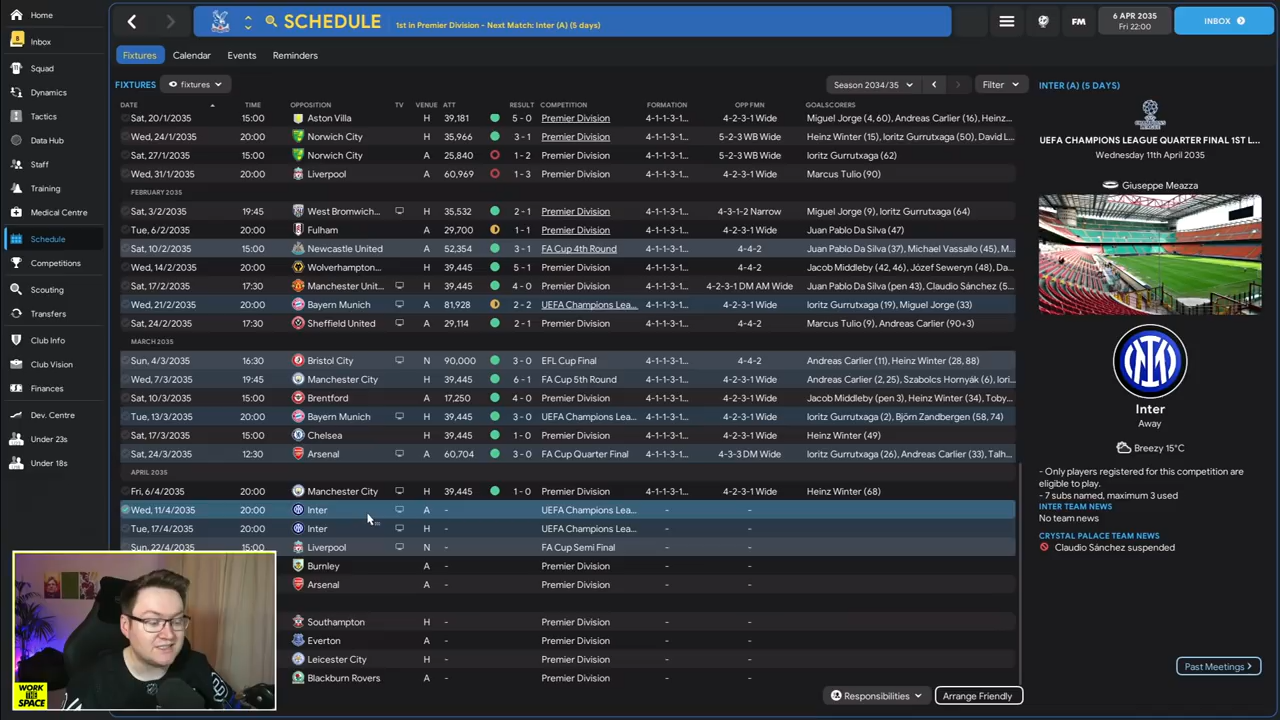 Home
Inbox
Squad
Dynamics
Tactics
Data Hub
Staff
Training
Medical Centre
Schedule
Competitions
Scouting
Transfers
Club Info
Club Vision
Finances
Dev. Centre
Under 23s
Under 18s
SCHEDULE
1st in Premier Division - Next Match: Inter (A) (5 days)
FM
6 APR 2035
Fri 22:00
INBOX
Fixtures Calendar Events Reminders
FIXTURES fixtures
Season 2034/35
Filter
DATE TIME OPPOSITION TV VENUE ATT RESULT COMPETITION FORMATION OPP FMN GOALSCORERS
Sat, 20/1/2035 15:00 Aston Villa H 39,181 5 - 0 Premier Division 4-1-1-3-1... 4-2-3-1 Wide Miguel Jorge (4, 60), Andreas Carlier (16), Heinz...
Wed, 24/1/2035 20:00 Norwich City H 35,966 3 - 1 Premier Division 4-1-1-3-1... 5-2-3 WB Wide Heinz Winter (15), Ioritz Gurrutxaga (50), David L...
Sat, 27/1/2035 15:00 Norwich City A 25,840 1 - 2 Premier Division 4-1-1-3-1... 5-2-3 WB Wide Ioritz Gurrutxaga (62)
Wed, 31/1/2035 20:00 Liverpool A 60,969 1 - 3 Premier Division 4-1-1-3-1... 4-2-3-1 Wide Marcus Tulio (90)
FEBRUARY 2035
Sat, 3/2/2035 19:45 West Bromwich... H 35,532 2 - 1 Premier Division 4-1-1-3-1... 4-3-1-2 Narrow Miguel Jorge (9), Ioritz Gurrutxaga (64)
Tue, 6/2/2035 20:00 Fulham A 29,700 1 - 1 Premier Division 4-1-1-3-1... 4-2-3-1 Wide Juan Pablo Da Silva (47)
Sat, 10/2/2035 15:00 Newcastle United A 52,354 3 - 1 FA Cup 4th Round 4-1-1-3-1... 4-4-2 Juan Pablo Da Silva (37), Michael Vassallo (45), M...
Wed, 14/2/2035 20:00 Wolverhampton... H 39,445 5 - 1 Premier Division 4-1-1-3-1... 4-4-2 Jacob Middleby (42, 46), Józef Seweryn (48), Da...
Sat, 17/2/2035 17:30 Manchester Unit... H 39,445 4 - 0 Premier Division 4-1-1-3-1... 4-2-3-1 DM AM Wide Juan Pablo Da Silva (pen 43), Claudio Sánchez (5...
Wed, 21/2/2035 20:00 Bayern Munich A 81,928 2 - 2 UEFA Champions Lea... 4-1-1-3-1... 4-2-3-1 Wide Ioritz Gurrutxaga (19), Miguel Jorge (33)
Sat, 24/2/2035 17:30 Sheffield United A 29,114 2 - 1 Premier Division 4-1-1-3-1... 4-4-2 Marcus Tulio (9), Andreas Carlier (90+3)
MARCH 2035
Sun, 4/3/2035 16:30 Bristol City N 90,000 3 - 0 EFL Cup Final 4-1-1-3-1... 4-4-2 Andreas Carlier (11), Heinz Winter (28, 88)
Wed, 7/3/2035 19:45 Manchester City H 39,445 6 - 1 FA Cup 5th Round 4-1-1-3-1... 4-2-3-1 Wide Andreas Carlier (2, 25), Szabolcs Hornyák (6), Iori...
Sat, 10/3/2035 15:00 Brentford A 17,250 4 - 0 Premier Division 4-1-1-3-1... 4-2-3-1 Wide Jacob Middleby (pen 3), Heinz Winter (34), Toby...
Tue, 13/3/2035 20:00 Bayern Munich H 39,445 3 - 0 UEFA Champions Lea... 4-1-1-3-1... 4-2-3-1 Wide Ioritz Gurrutxaga (2), Björn Zandbergen (58, 74)
Sat, 17/3/2035 15:00 Chelsea H 39,445 1 - 0 Premier Division 4-1-1-3-1... 4-2-3-1 Wide Heinz Winter (49)
Sat, 24/3/2035 12:30 Arsenal A 60,704 3 - 0 FA Cup Quarter Final 4-1-1-3-1... 4-3-3 DM Wide Ioritz Gurrutxaga (26), Andreas Carlier (33), Talh...
APRIL 2035
Fri, 6/4/2035 20:00 Manchester City H 39,445 1 - 0 Premier Division 4-1-1-3-1... 4-2-3-1 Wide Heinz Winter (68)
Wed, 11/4/2035 20:00 Inter A - UEFA Champions Lea... - -
Tue, 17/4/2035 20:00 Inter H - UEFA Champions Lea... - -
Sun, 22/4/2035 15:00 Liverpool N - FA Cup Semi Final - -
Burnley A - Premier Division - -
Arsenal A - Premier Division - -
Southampton H - Premier Division - -
Everton A - Premier Division - -
Leicester City H - Premier Division - -
Blackburn Rovers A - Premier Division - -
Responsibilities
Arrange Friendly
INTER (A) (5 DAYS)
UEFA CHAMPIONS LEAGUE QUARTER FINAL 1ST L...
Wednesday 11th April 2035
Giuseppe Meazza
Inter
Away
Breezy 15°C
- Only players registered for this competition are
eligible to play.
- 7 subs named, maximum 3 used
INTER TEAM NEWS
No team news
CRYSTAL PALACE TEAM NEWS
Claudio Sánchez suspended
Past Meetings
WORK
THE
SPACE